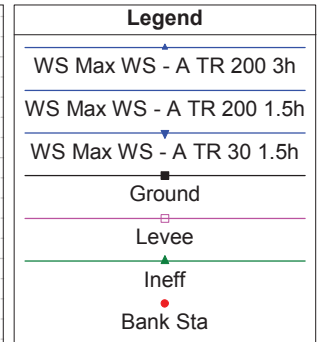 Legend
WS Max WS - A TR 200 3h
WS Max WS - A TR 200 1.5h
WS Max WS - A TR 30 1.5h
Ground
Levee
Ineff
Bank Sta